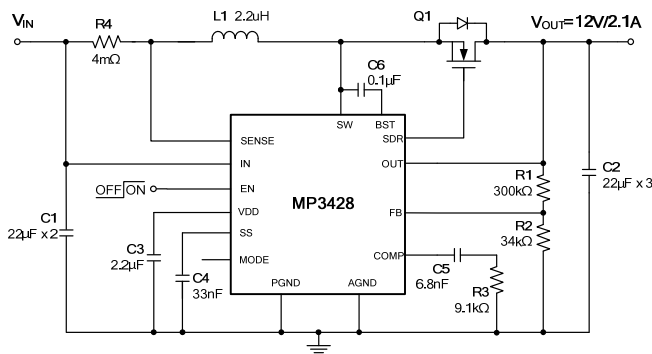 VIN
R4
4mΩ
L1 2.2uH
Q1
VOUT=12V/2.1A
C6
0.1µF
SW
BST
SDR
SENSE
IN
OUT
OFF ON
EN
MP3428
VDD
FB
SS
MODE
COMP
PGND
AGND
R1
300kΩ
C2
22µF x 3
R2
34kΩ
C1
22µF x 2
C3
2.2µF
C4
33nF
C5
6.8nF
R3
9.1kΩ